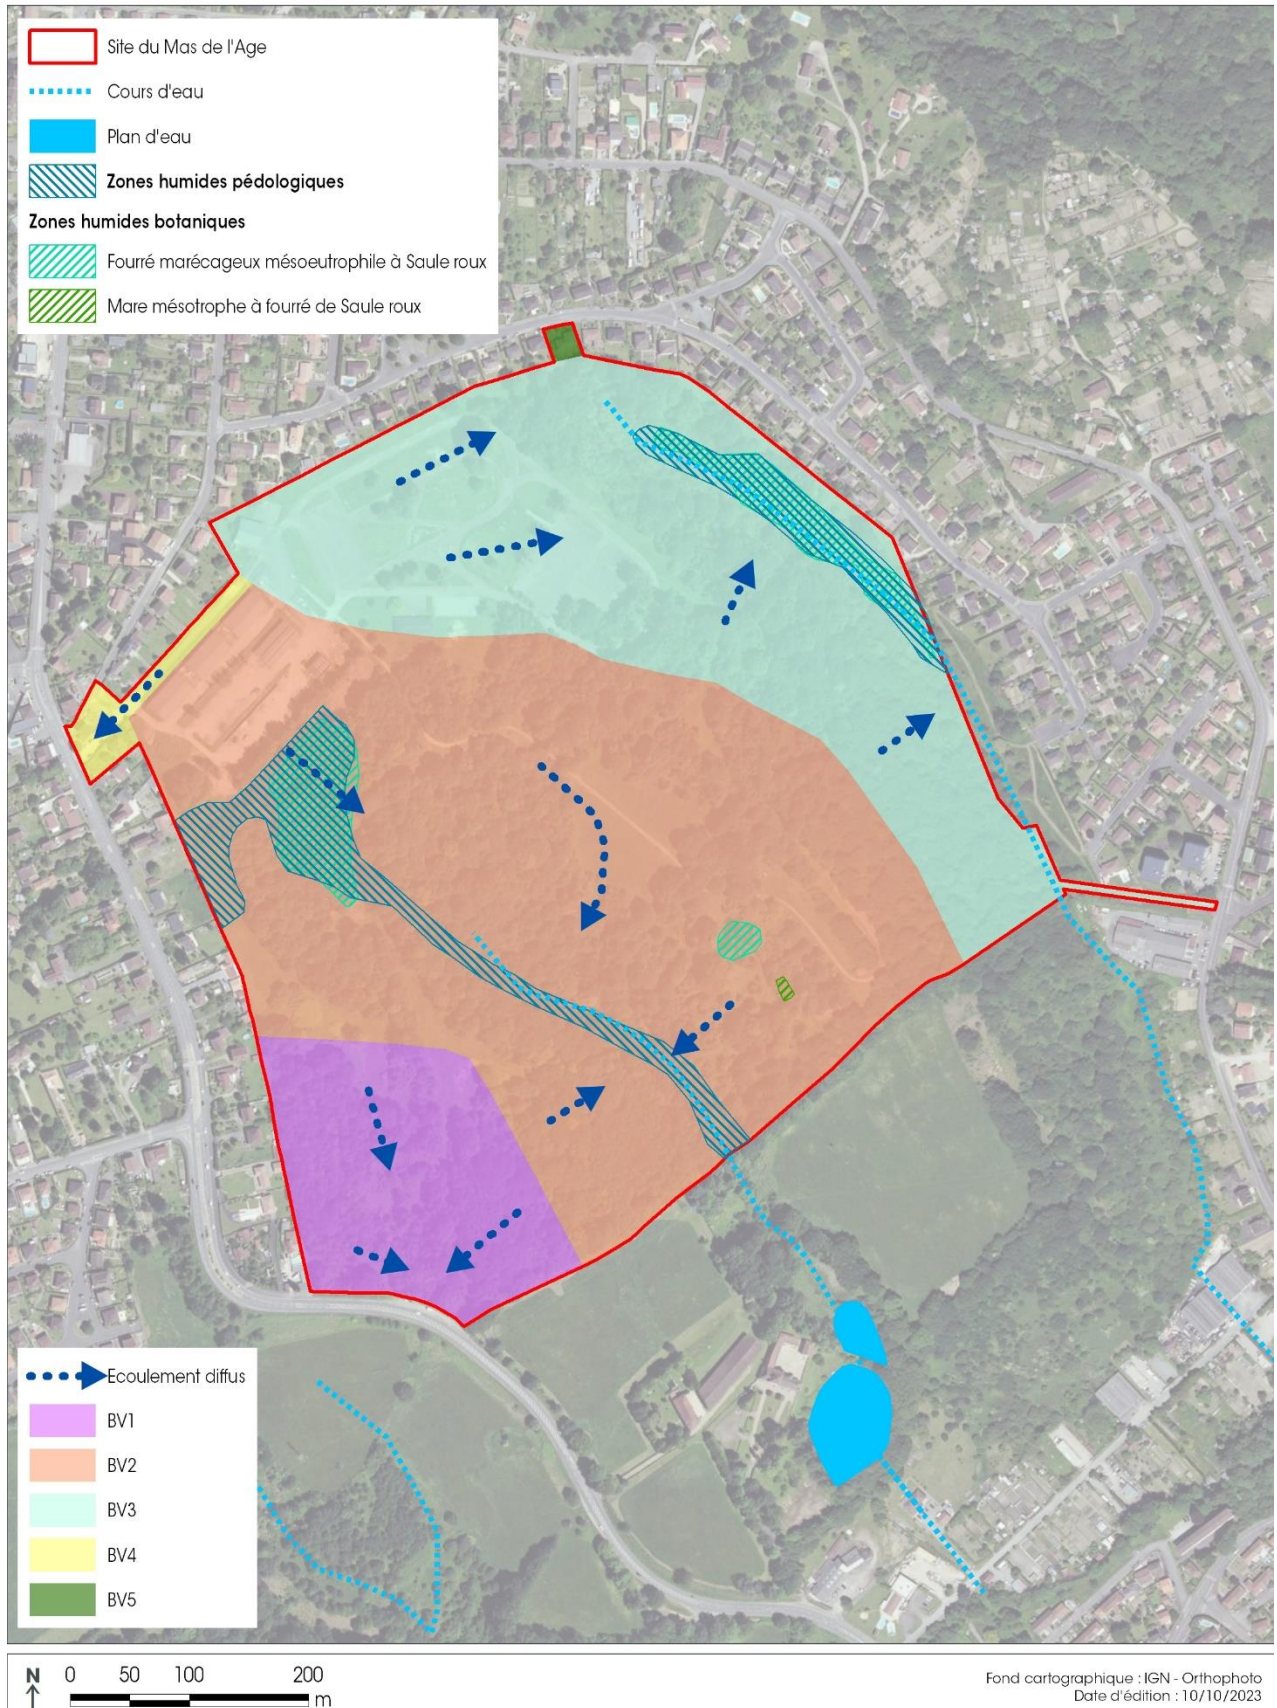 Site du Mas de l'Age
Cours d'eau
Plan d'eau
Zones humides pédologiques
Zones humides botaniques
Fourré marécageux mésoeutrophile à Saule roux
Mare mésotrophe à fourré de Saule roux
Ecoulement diffus
BV1
BV2
BV3
BV4
BV5
N 0 50 100 200
m
Fond cartographique : IGN - Orthophoto
Date d'édition : 10/10/2023